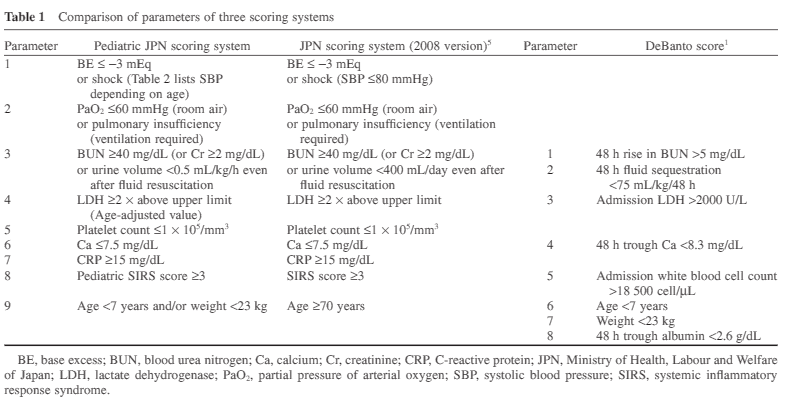 Table 1 Comparison of parameters of three scoring systems
Parameter Pediatric JPN scoring system JPN scoring system (2008 version)⁵ Parameter DeBanto score¹
1 BE ≤ −3 mEq BE ≤ −3 mEq
or shock (Table 2 lists SBP or shock (SBP ≤80 mmHg)
depending on age)
2 PaO₂ ≤60 mmHg (room air) PaO₂ ≤60 mmHg (room air)
or pulmonary insufficiency or pulmonary insufficiency (ventilation
(ventilation required) required)
3 BUN ≥40 mg/dL (or Cr ≥2 mg/dL) BUN ≥40 mg/dL (or Cr ≥2 mg/dL) 1 48 h rise in BUN >5 mg/dL
or urine volume <0.5 mL/kg/h even or urine volume <400 mL/day even after 2 48 h fluid sequestration
after fluid resuscitation fluid resuscitation <75 mL/kg/48 h
4 LDH ≥2 × above upper limit LDH ≥2 × above upper limit 3 Admission LDH >2000 U/L
(Age-adjusted value)
5 Platelet count ≤1 × 10⁵/mm³ Platelet count ≤1 × 10⁵/mm³
6 Ca ≤7.5 mg/dL Ca ≤7.5 mg/dL 4 48 h trough Ca <8.3 mg/dL
7 CRP ≥15 mg/dL CRP ≥15 mg/dL
8 Pediatric SIRS score ≥3 SIRS score ≥3 5 Admission white blood cell count
>18 500 cell/μL
9 Age <7 years and/or weight <23 kg Age ≥70 years 6 Age <7 years
7 Weight <23 kg
8 48 h trough albumin <2.6 g/dL
BE, base excess; BUN, blood urea nitrogen; Ca, calcium; Cr, creatinine; CRP, C-reactive protein; JPN, Ministry of Health, Labour and Welfare
of Japan; LDH, lactate dehydrogenase; PaO₂, partial pressure of arterial oxygen; SBP, systolic blood pressure; SIRS, systemic inflammatory
response syndrome.